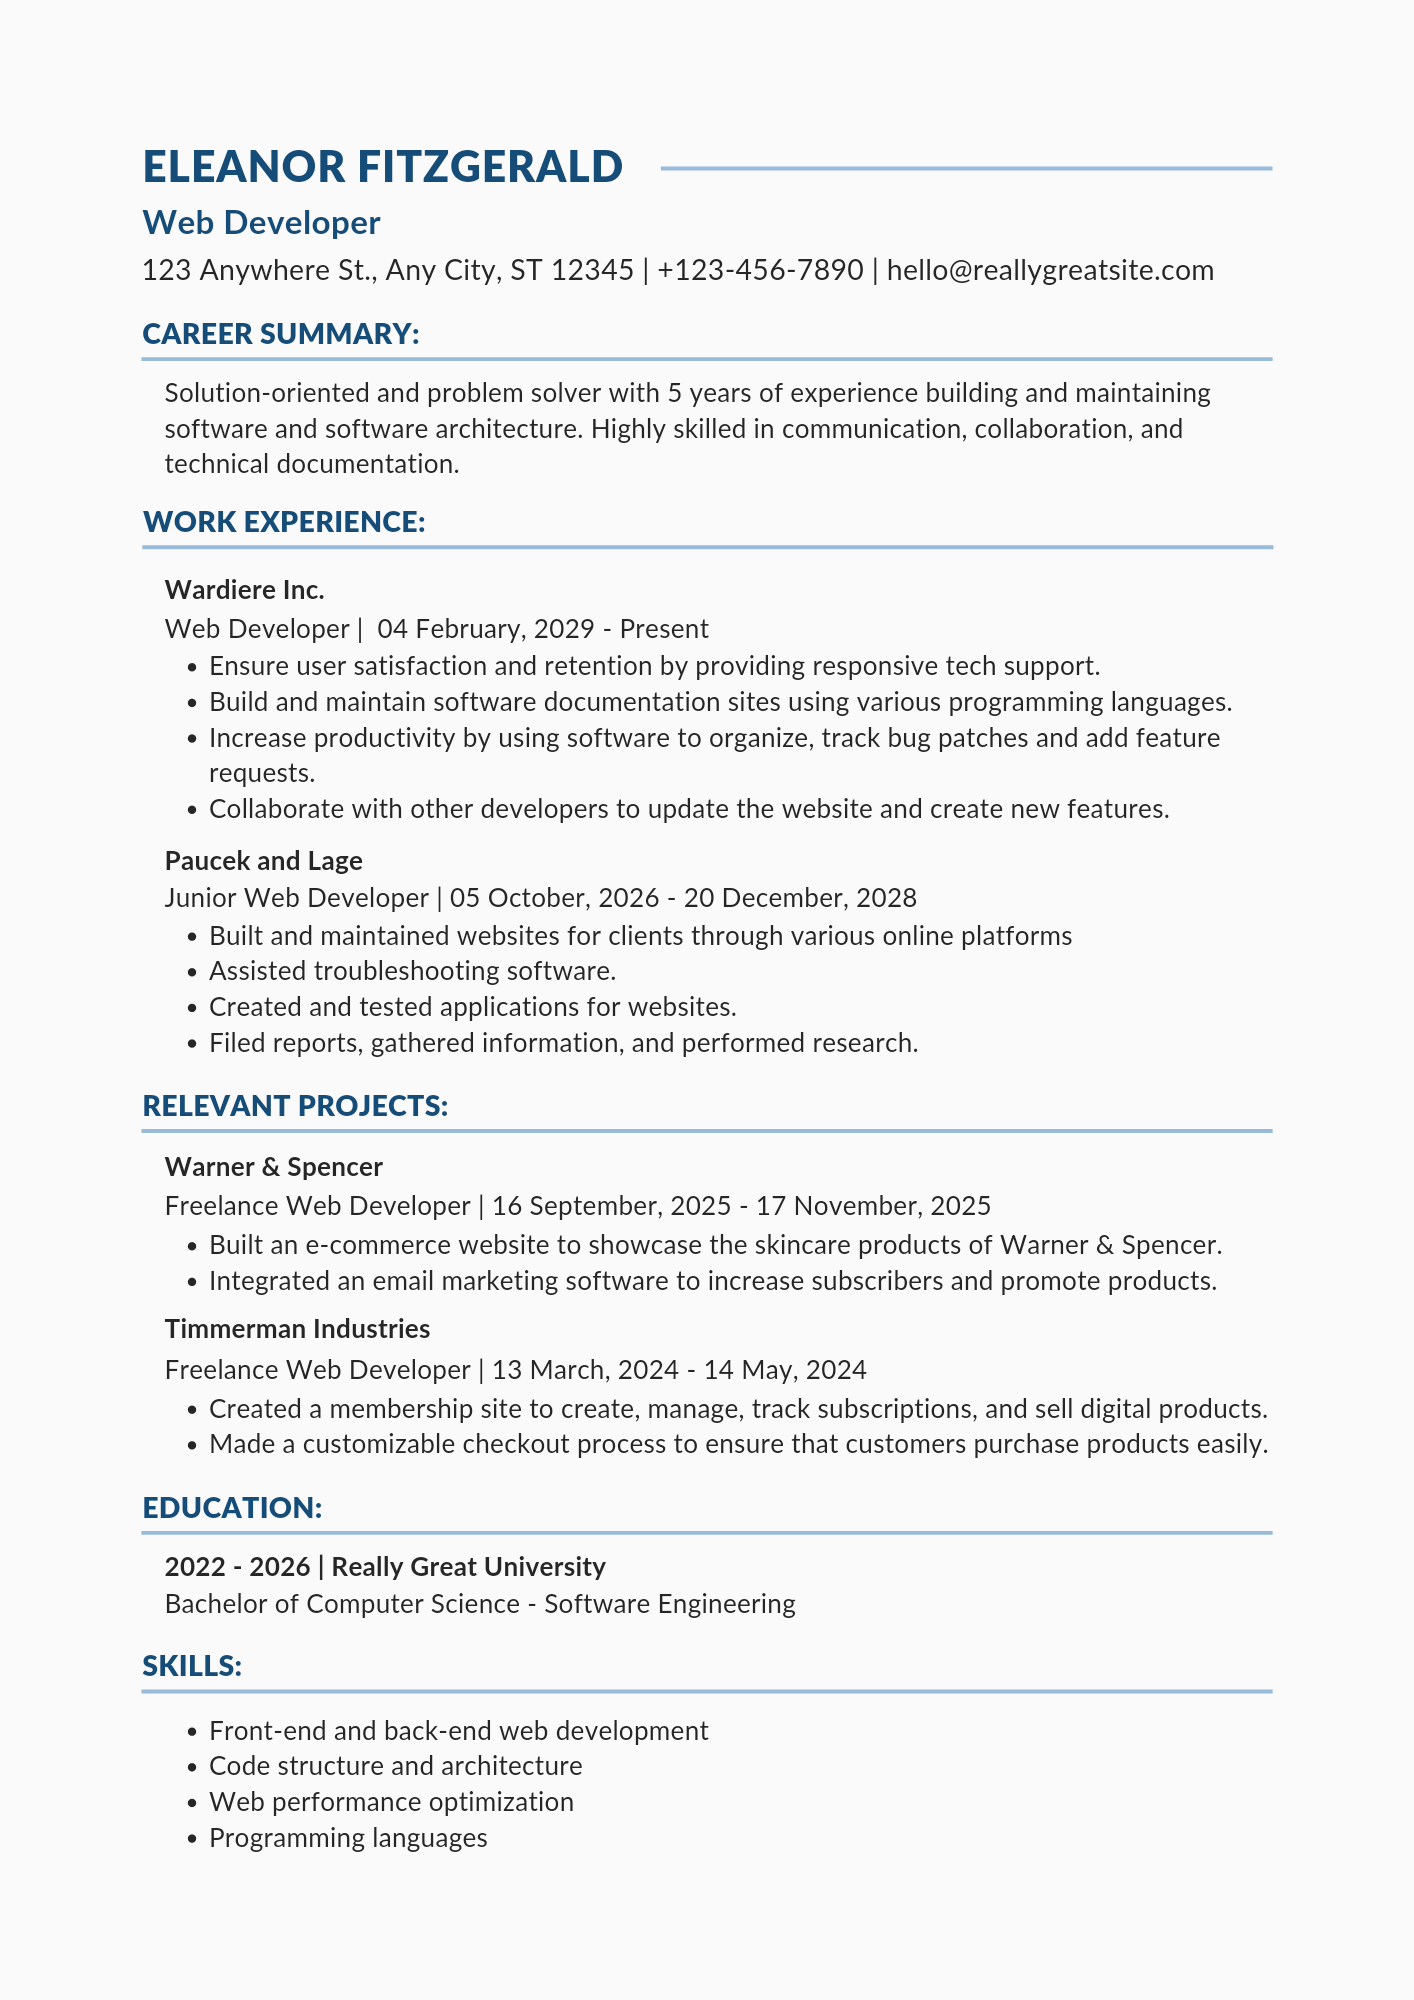 ELEANOR FITZGERALD
Web Developer
123 Anywhere St., Any City, ST 12345 | +123-456-7890 | hello@reallygreatsite.com
CAREER SUMMARY:
Solution-oriented and problem solver with 5 years of experience building and maintaining
software and software architecture. Highly skilled in communication, collaboration, and
technical documentation.
WORK EXPERIENCE:
Wardiere Inc.
Web Developer | 04 February, 2029 - Present
• Ensure user satisfaction and retention by providing responsive tech support.
• Build and maintain software documentation sites using various programming languages.
• Increase productivity by using software to organize, track bug patches and add feature
requests.
• Collaborate with other developers to update the website and create new features.
Paucek and Lage
Junior Web Developer | 05 October, 2026 - 20 December, 2028
• Built and maintained websites for clients through various online platforms
• Assisted troubleshooting software.
• Created and tested applications for websites.
• Filed reports, gathered information, and performed research.
RELEVANT PROJECTS:
Warner & Spencer
Freelance Web Developer | 16 September, 2025 - 17 November, 2025
• Built an e-commerce website to showcase the skincare products of Warner & Spencer.
• Integrated an email marketing software to increase subscribers and promote products.
Timmerman Industries
Freelance Web Developer | 13 March, 2024 - 14 May, 2024
• Created a membership site to create, manage, track subscriptions, and sell digital products.
• Made a customizable checkout process to ensure that customers purchase products easily.
EDUCATION:
2022 - 2026 | Really Great University
Bachelor of Computer Science - Software Engineering
SKILLS:
• Front-end and back-end web development
• Code structure and architecture
• Web performance optimization
• Programming languages